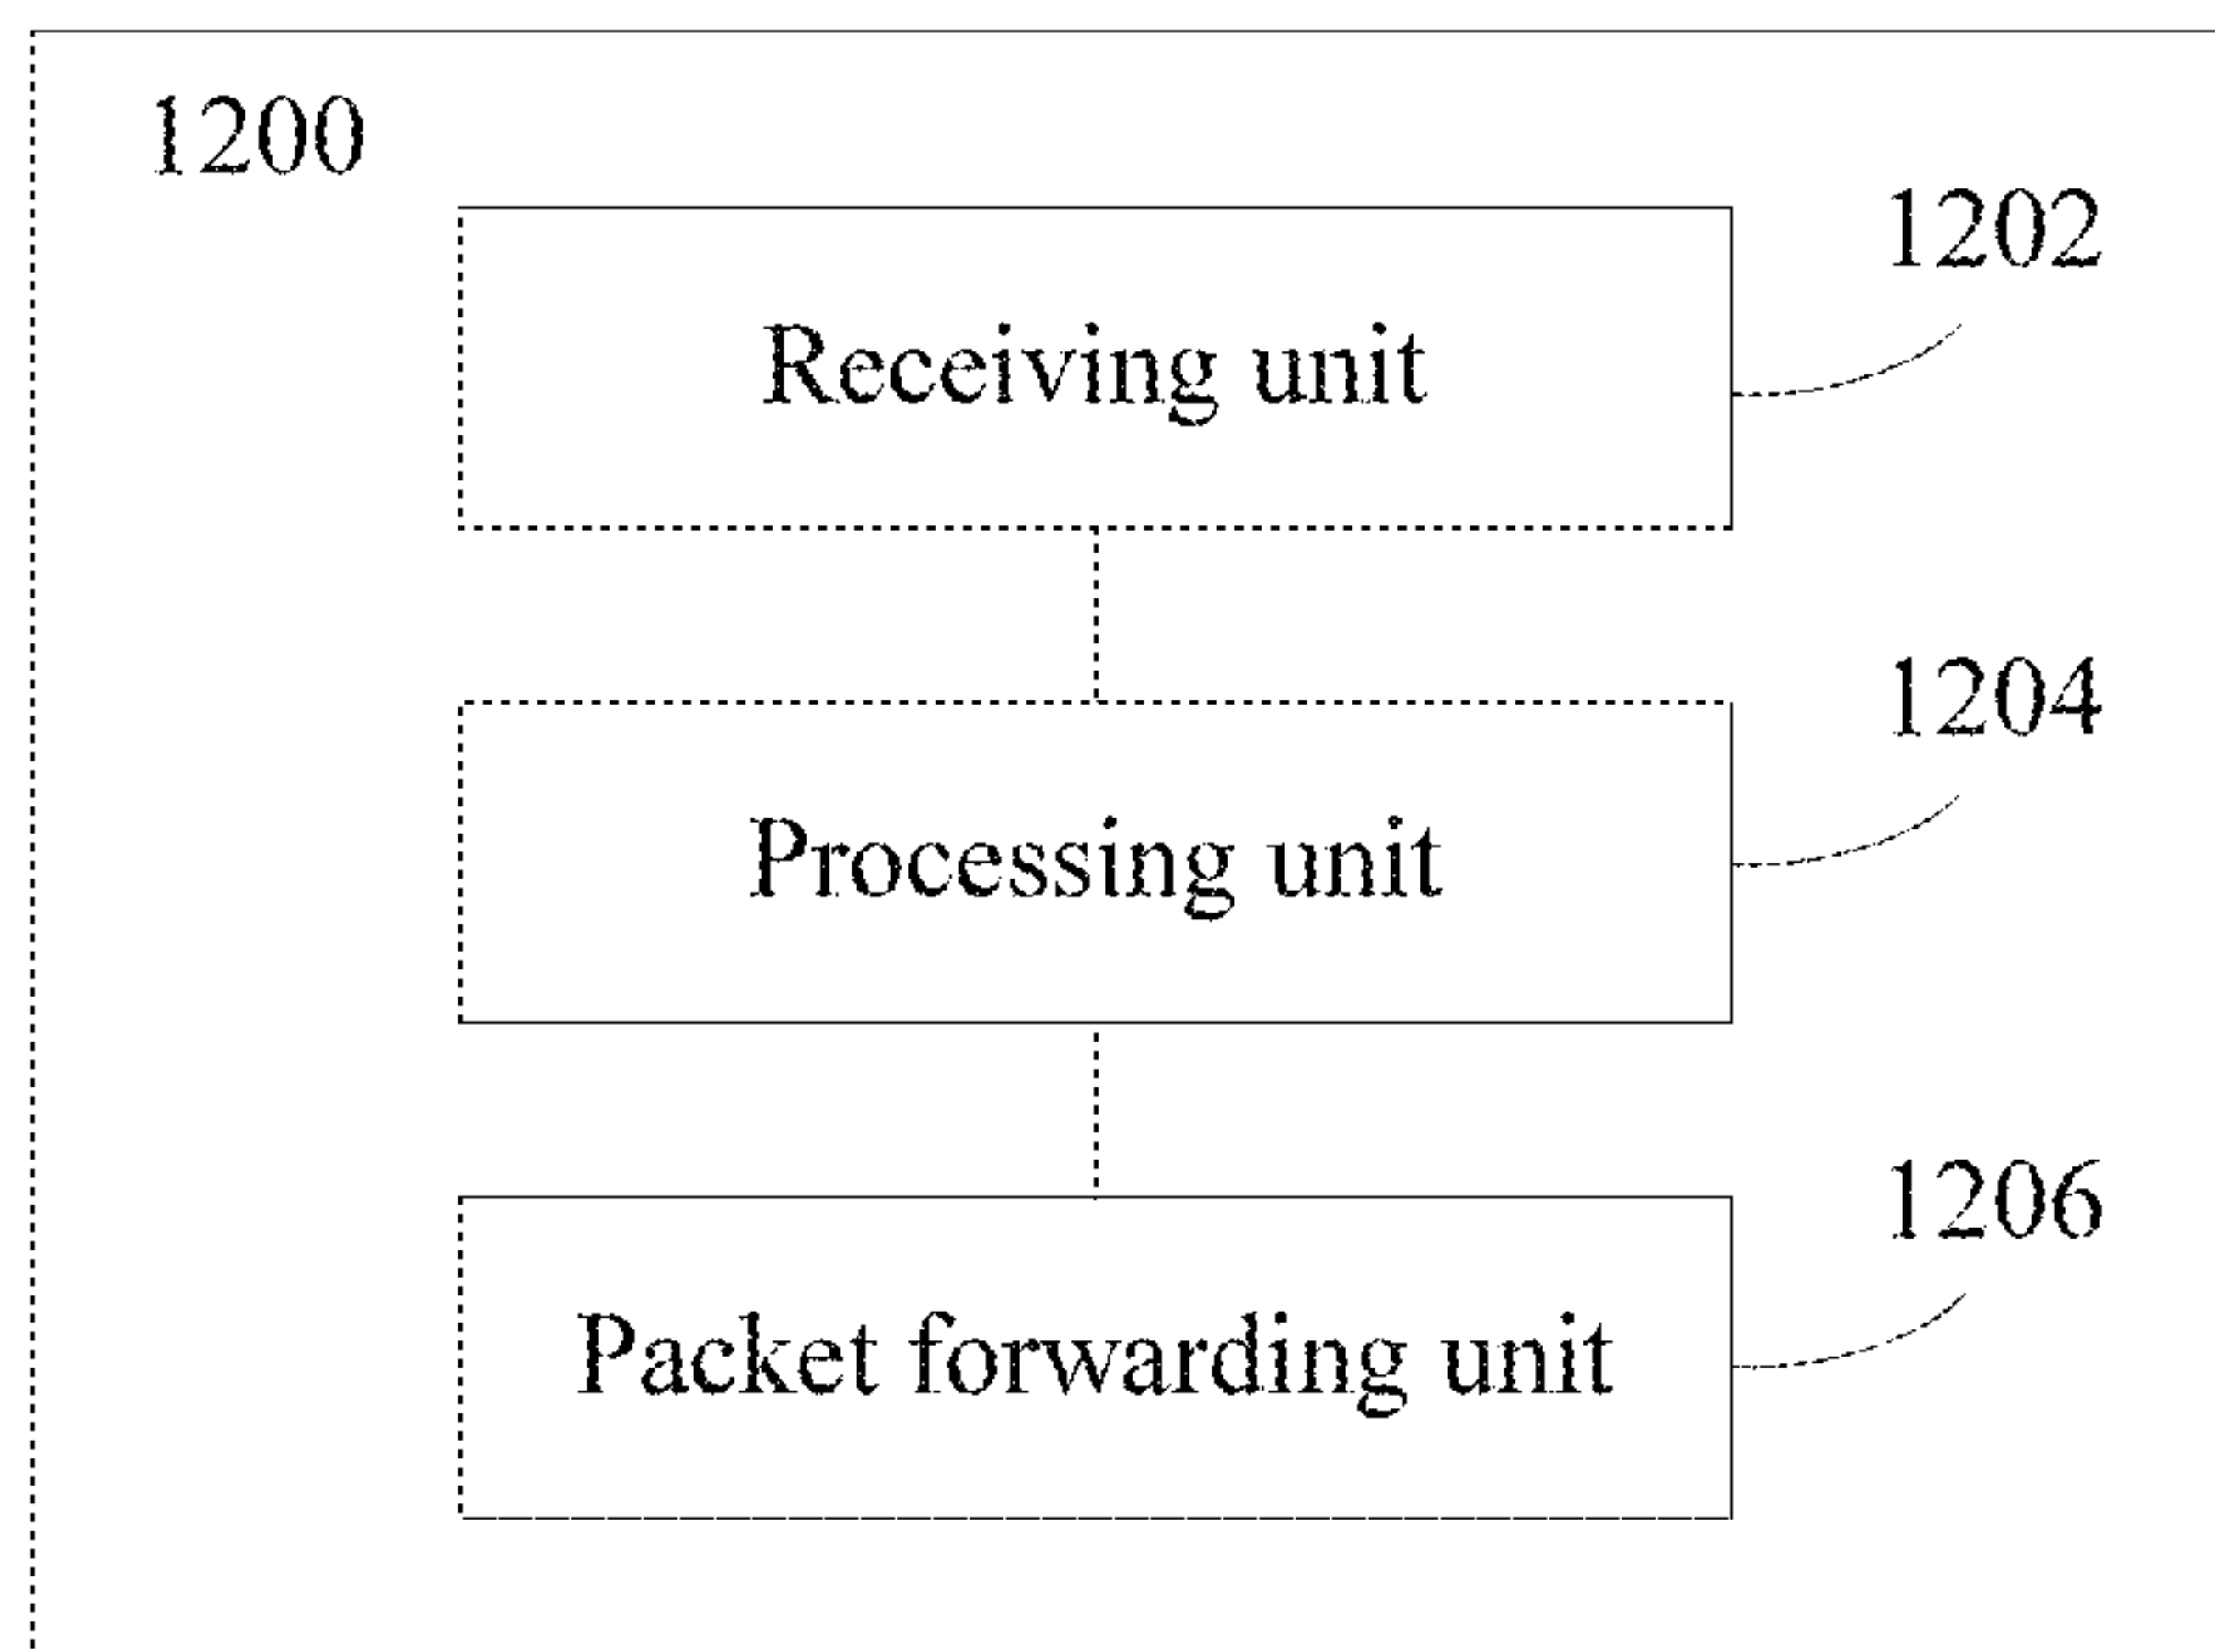 1200
1202
Receiving unit
1204
Processing unit
1206
Packet forwarding unit